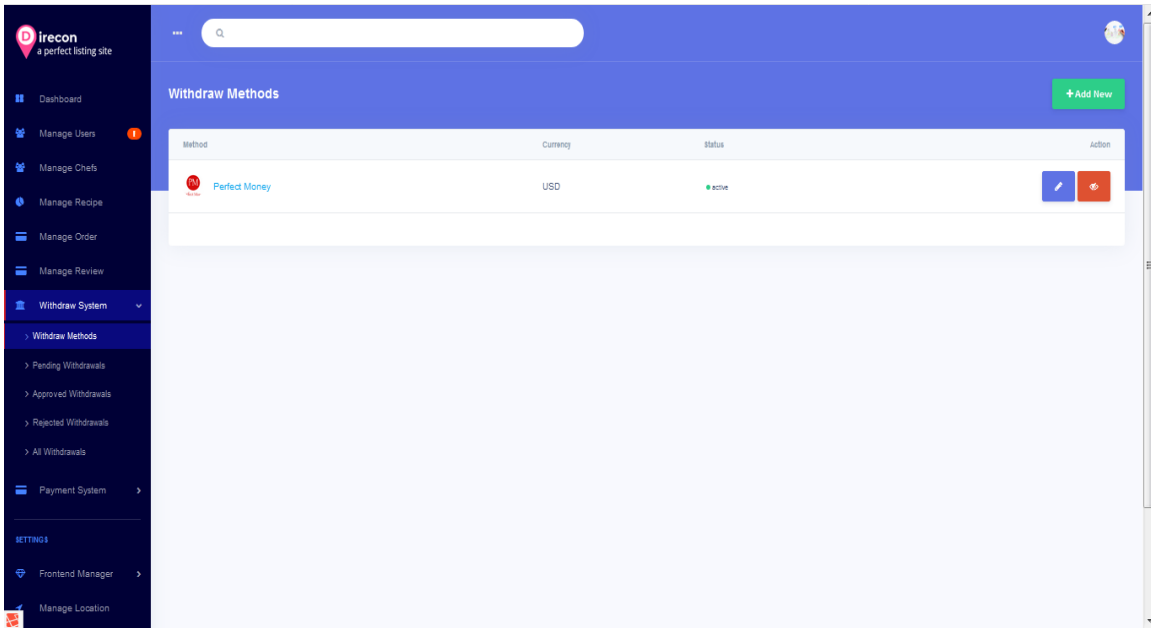 D irecon
a perfect listing site
Dashboard
Manage Users
!
Manage Chefs
Manage Recipe
Manage Order
Manage Review
Withdraw System
Withdraw Methods
Pending Withdrawals
Approved Withdrawals
Rejected Withdrawals
All Withdrawals
Payment System
SETTINGS
Frontend Manager
Manage Location
Withdraw Methods
+ Add New
Method Currency Status Action
PM Perfect Money USD active